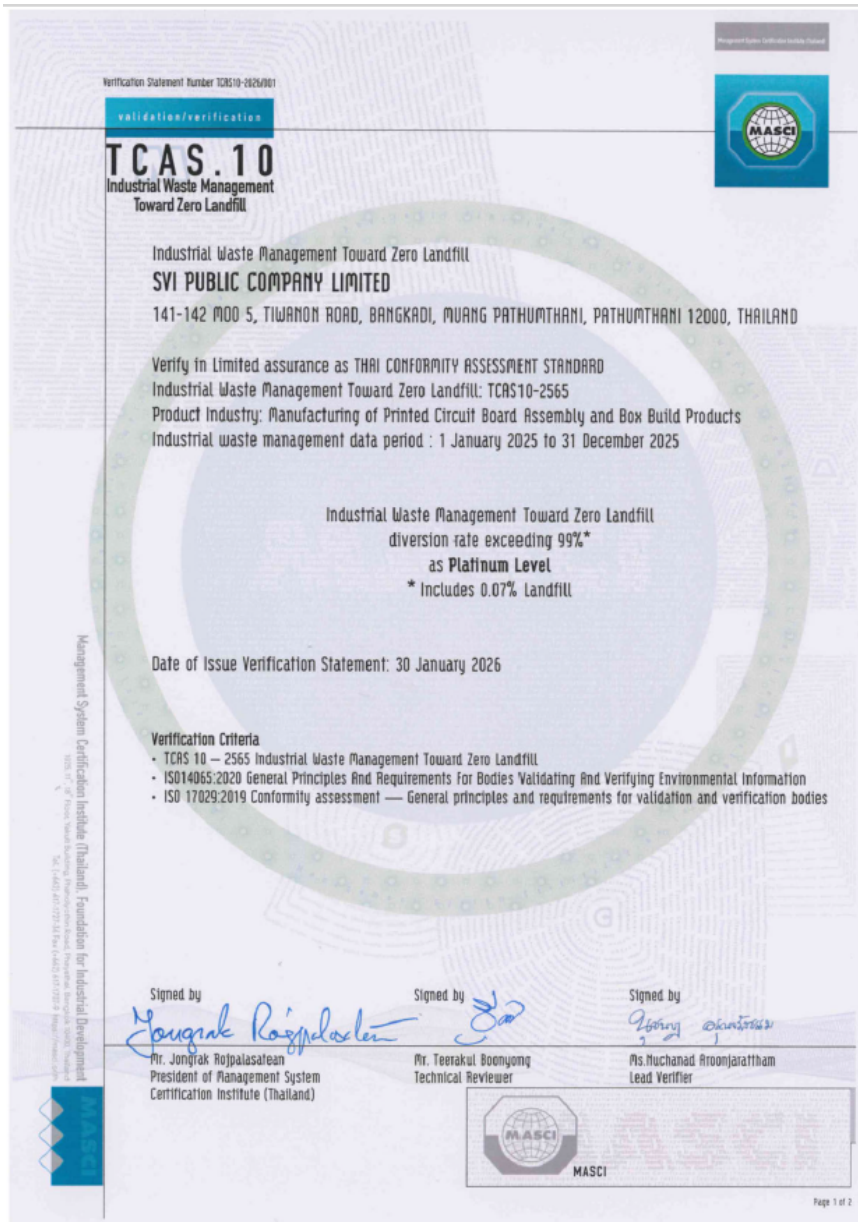 Management System Certification Institute (Thailand)
Verification Statement Number TCAS10-2026/001
validation/verification
MASCI
TCAS.10
Industrial Waste Management
Toward Zero Landfill
Industrial Waste Management Toward Zero Landfill
SVI PUBLIC COMPANY LIMITED
141-142 MOO 5, TIWANON ROAD, BANGKADI, MUANG PATHUMTHANI, PATHUMTHANI 12000, THAILAND
Verify in Limited assurance as THAI CONFORMITY ASSESSMENT STANDARD
Industrial Waste Management Toward Zero Landfill: TCAS10-2565
Product Industry: Manufacturing of Printed Circuit Board Assembly and Box Build Products
Industrial waste management data period : 1 January 2025 to 31 December 2025
Industrial Waste Management Toward Zero Landfill
diversion rate exceeding 99%*
as Platinum Level
* Includes 0.07% Landfill
Date of Issue Verification Statement: 30 January 2026
Verification Criteria
- TCAS 10 – 2565 Industrial Waste Management Toward Zero Landfill
- ISO14065:2020 General Principles And Requirements For Bodies Validating And Verifying Environmental Information
- ISO 17029:2019 Conformity assessment — General principles and requirements for validation and verification bodies
Management System Certification Institute (Thailand), Foundation for Industrial Development
Signed by
Jongrak Rojpalasatean
Mr. Jongrak Rojpalasatean
President of Management System
Certification Institute (Thailand)
Signed by
Mr. Teerakul Boonyong
Technical Reviewer
Signed by
Ms.Nuchanad Aroonjarattham
Lead Verifier
MASCI
MASCI
MASCI
Page 1 of 2